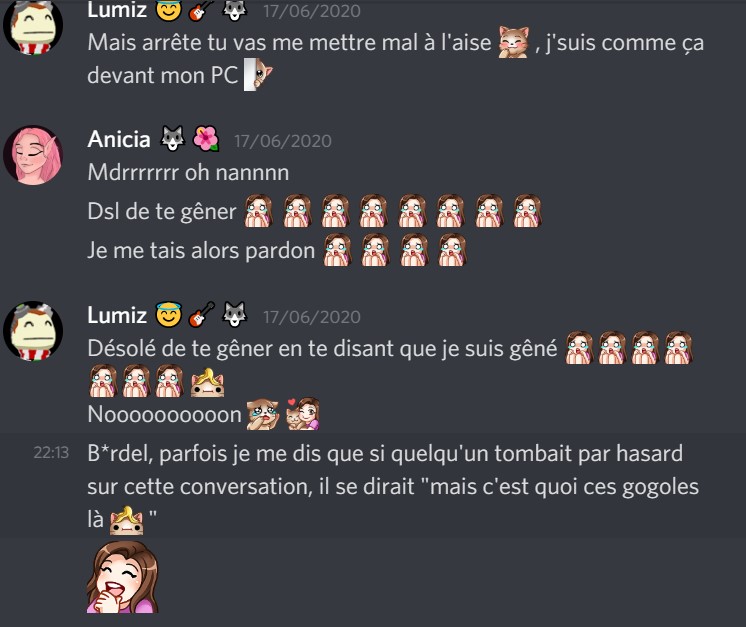 Lumiz 😇 🎸 🐺 17/06/2020
Mais arrête tu vas me mettre mal à l'aise , j'suis comme ça
devant mon PC
Anicia 🐺 🌺 17/06/2020
Mdrrrrrrr oh nannnn
Dsl de te gêner
Je me tais alors pardon
Lumiz 😇 🎸 🐺 17/06/2020
Désolé de te gêner en te disant que je suis gêné
Nooooooooooon
22:13 B*rdel, parfois je me dis que si quelqu'un tombait par hasard
sur cette conversation, il se dirait "mais c'est quoi ces gogoles
là "